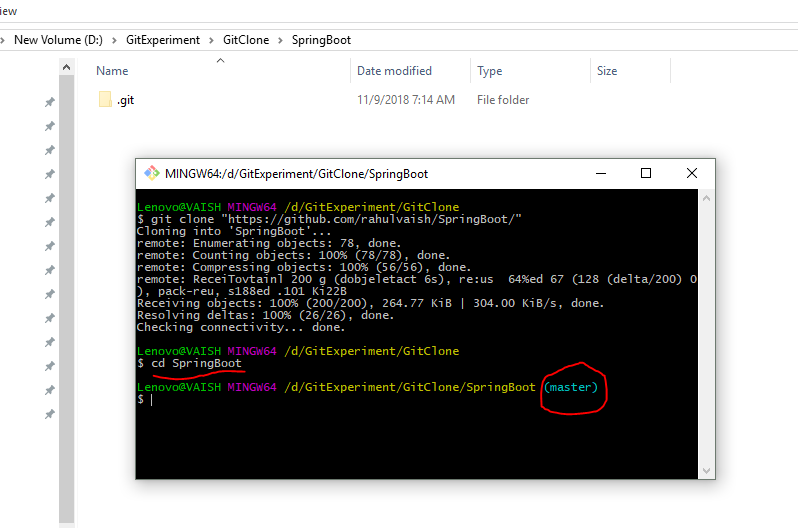 iew
New Volume (D:) GitExperiment GitClone SpringBoot
Name Date modified Type Size
.git 11/9/2018 7:14 AM File folder
MINGW64:/d/GitExperiment/GitClone/SpringBoot
Lenovo@VAISH MINGW64 /d/GitExperiment/GitClone
$ git clone "https://github.com/rahulvaish/SpringBoot/"
Cloning into 'SpringBoot'...
remote: Enumerating objects: 78, done.
remote: Counting objects: 100% (78/78), done.
remote: Compressing objects: 100% (56/56), done.
remote: ReceiTovtainl 200 g (dobjeletact 6s), re:us  64%ed 67 (128 (delta/200) 0
), pack-reu, s188ed .101 Ki22B
Receiving objects: 100% (200/200), 264.77 KiB | 304.00 KiB/s, done.
Resolving deltas: 100% (26/26), done.
Checking connectivity... done.
Lenovo@VAISH MINGW64 /d/GitExperiment/GitClone
$ cd SpringBoot
Lenovo@VAISH MINGW64 /d/GitExperiment/GitClone/SpringBoot (master)
$